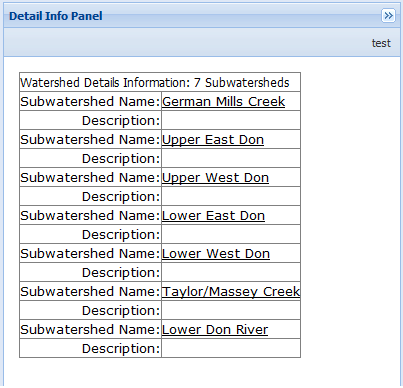 Detail Info Panel
test
Watershed Details Information: 7 Subwatersheds
Subwatershed Name: German Mills Creek
Description:
Subwatershed Name: Upper East Don
Description:
Subwatershed Name: Upper West Don
Description:
Subwatershed Name: Lower East Don
Description:
Subwatershed Name: Lower West Don
Description:
Subwatershed Name: Taylor/Massey Creek
Description:
Subwatershed Name: Lower Don River
Description: